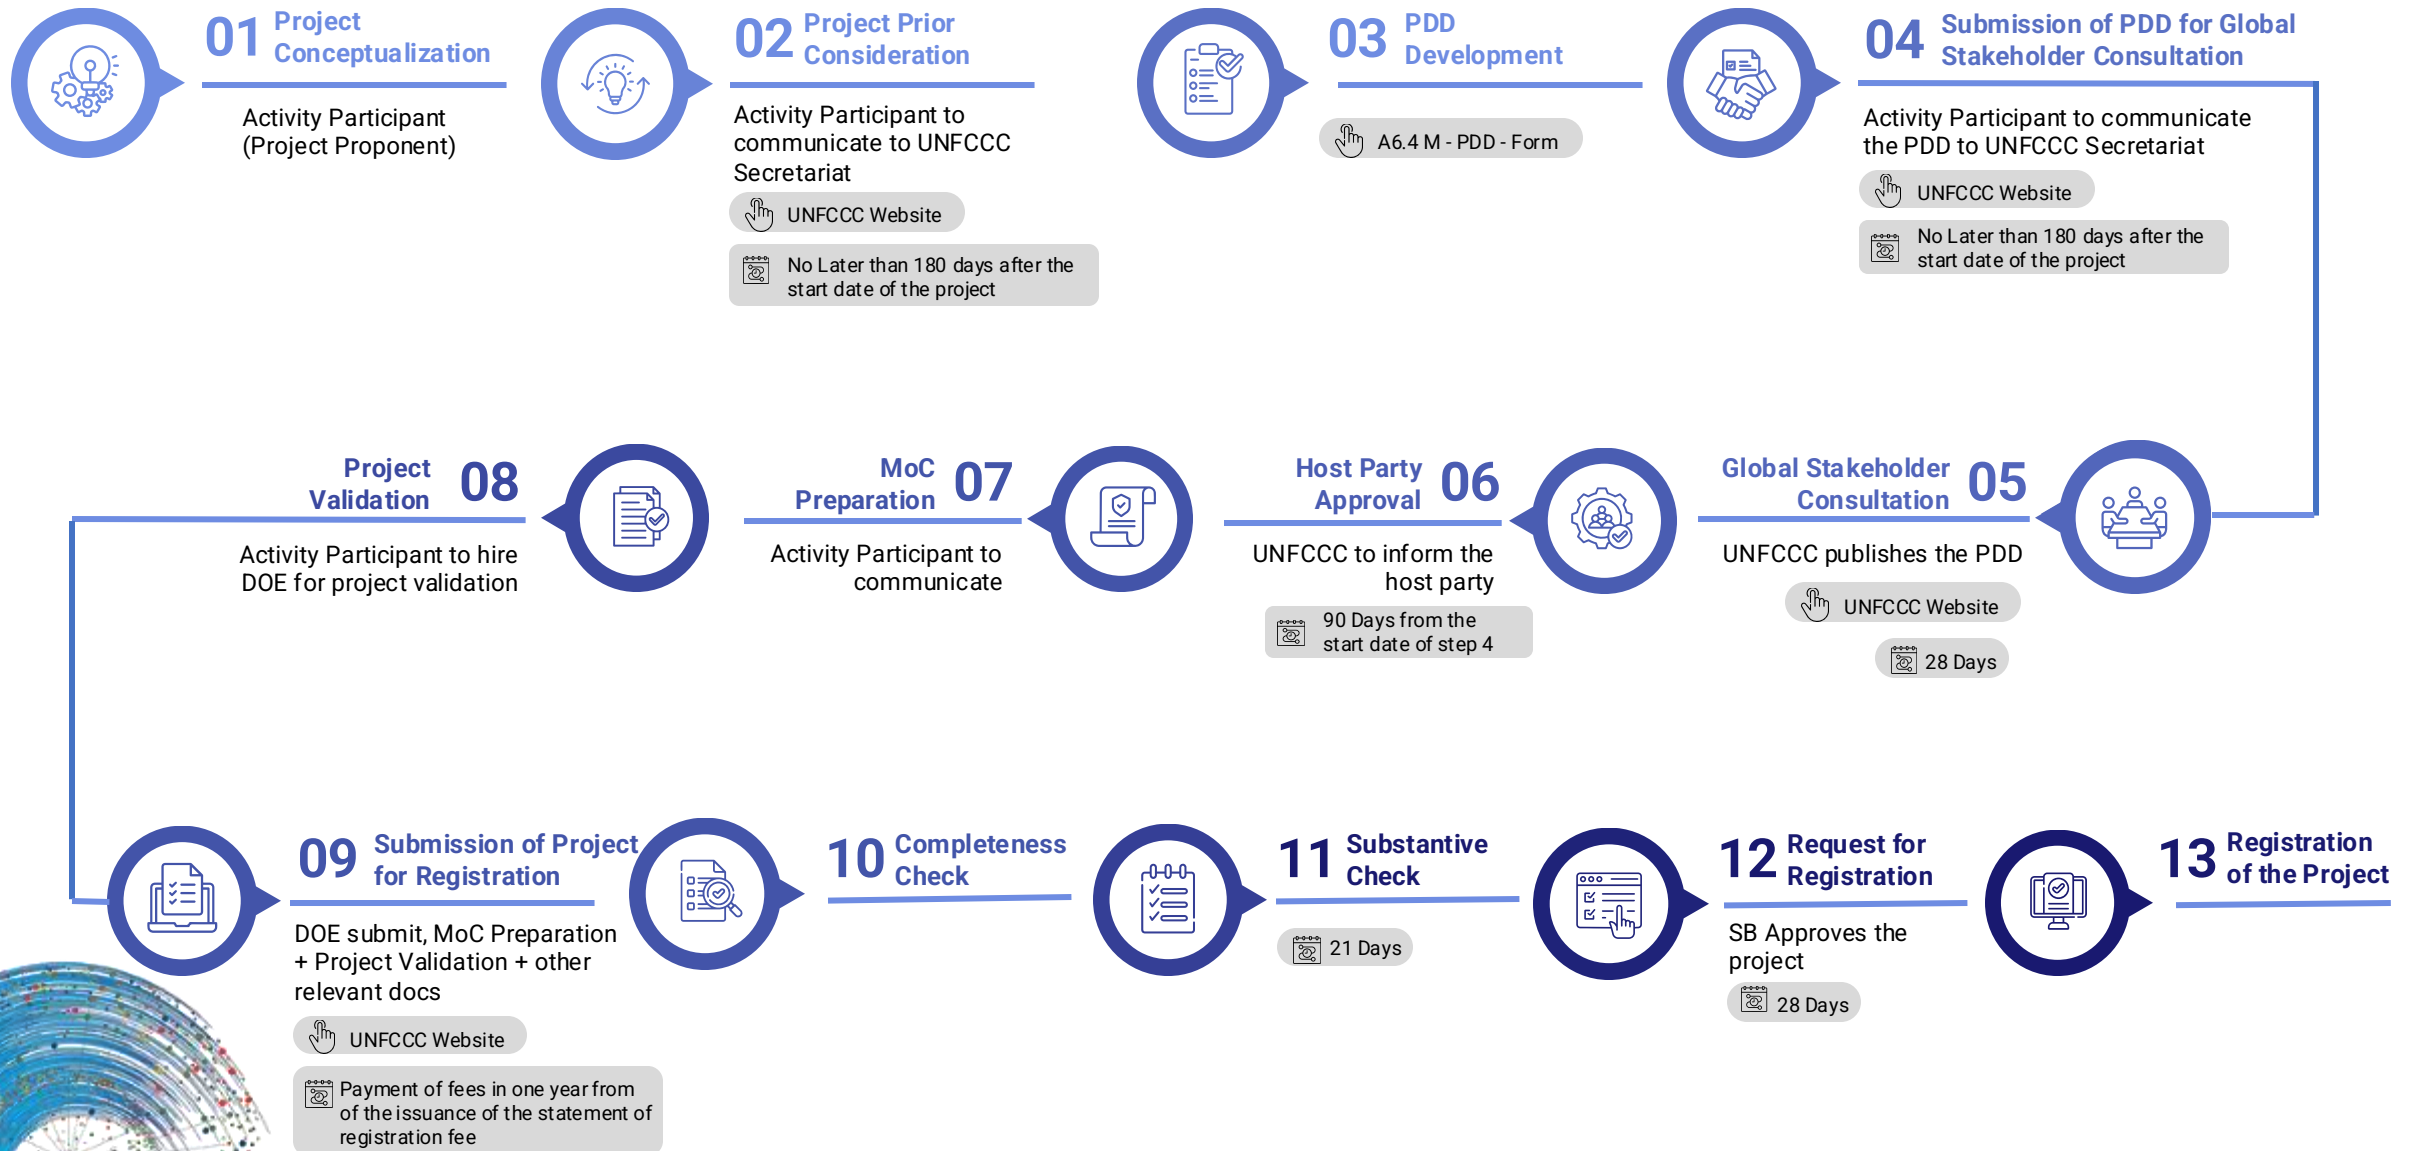 01 Project
Conceptualization
Activity Participant
(Project Proponent)
02 Project Prior
Consideration
Activity Participant to
communicate to UNFCCC
Secretariat
UNFCCC Website
No Later than 180 days after the
start date of the project
03 PDD
Development
A6.4 M - PDD - Form
04 Submission of PDD for Global
Stakeholder Consultation
Activity Participant to communicate
the PDD to UNFCCC Secretariat
UNFCCC Website
No Later than 180 days after the
start date of the project
Global Stakeholder 05
Consultation
UNFCCC publishes the PDD
UNFCCC Website
28 Days
Host Party 06
Approval
UNFCCC to inform the
host party
90 Days from the
start date of step 4
MoC 07
Preparation
Activity Participant to
communicate
Project 08
Validation
Activity Participant to hire
DOE for project validation
09 Submission of Project
for Registration
DOE submit, MoC Preparation
+ Project Validation + other
relevant docs
UNFCCC Website
Payment of fees in one year from
of the issuance of the statement of
registration fee
10 Completeness
Check
11 Substantive
Check
21 Days
12 Request for
Registration
SB Approves the
project
28 Days
13 Registration
of the Project